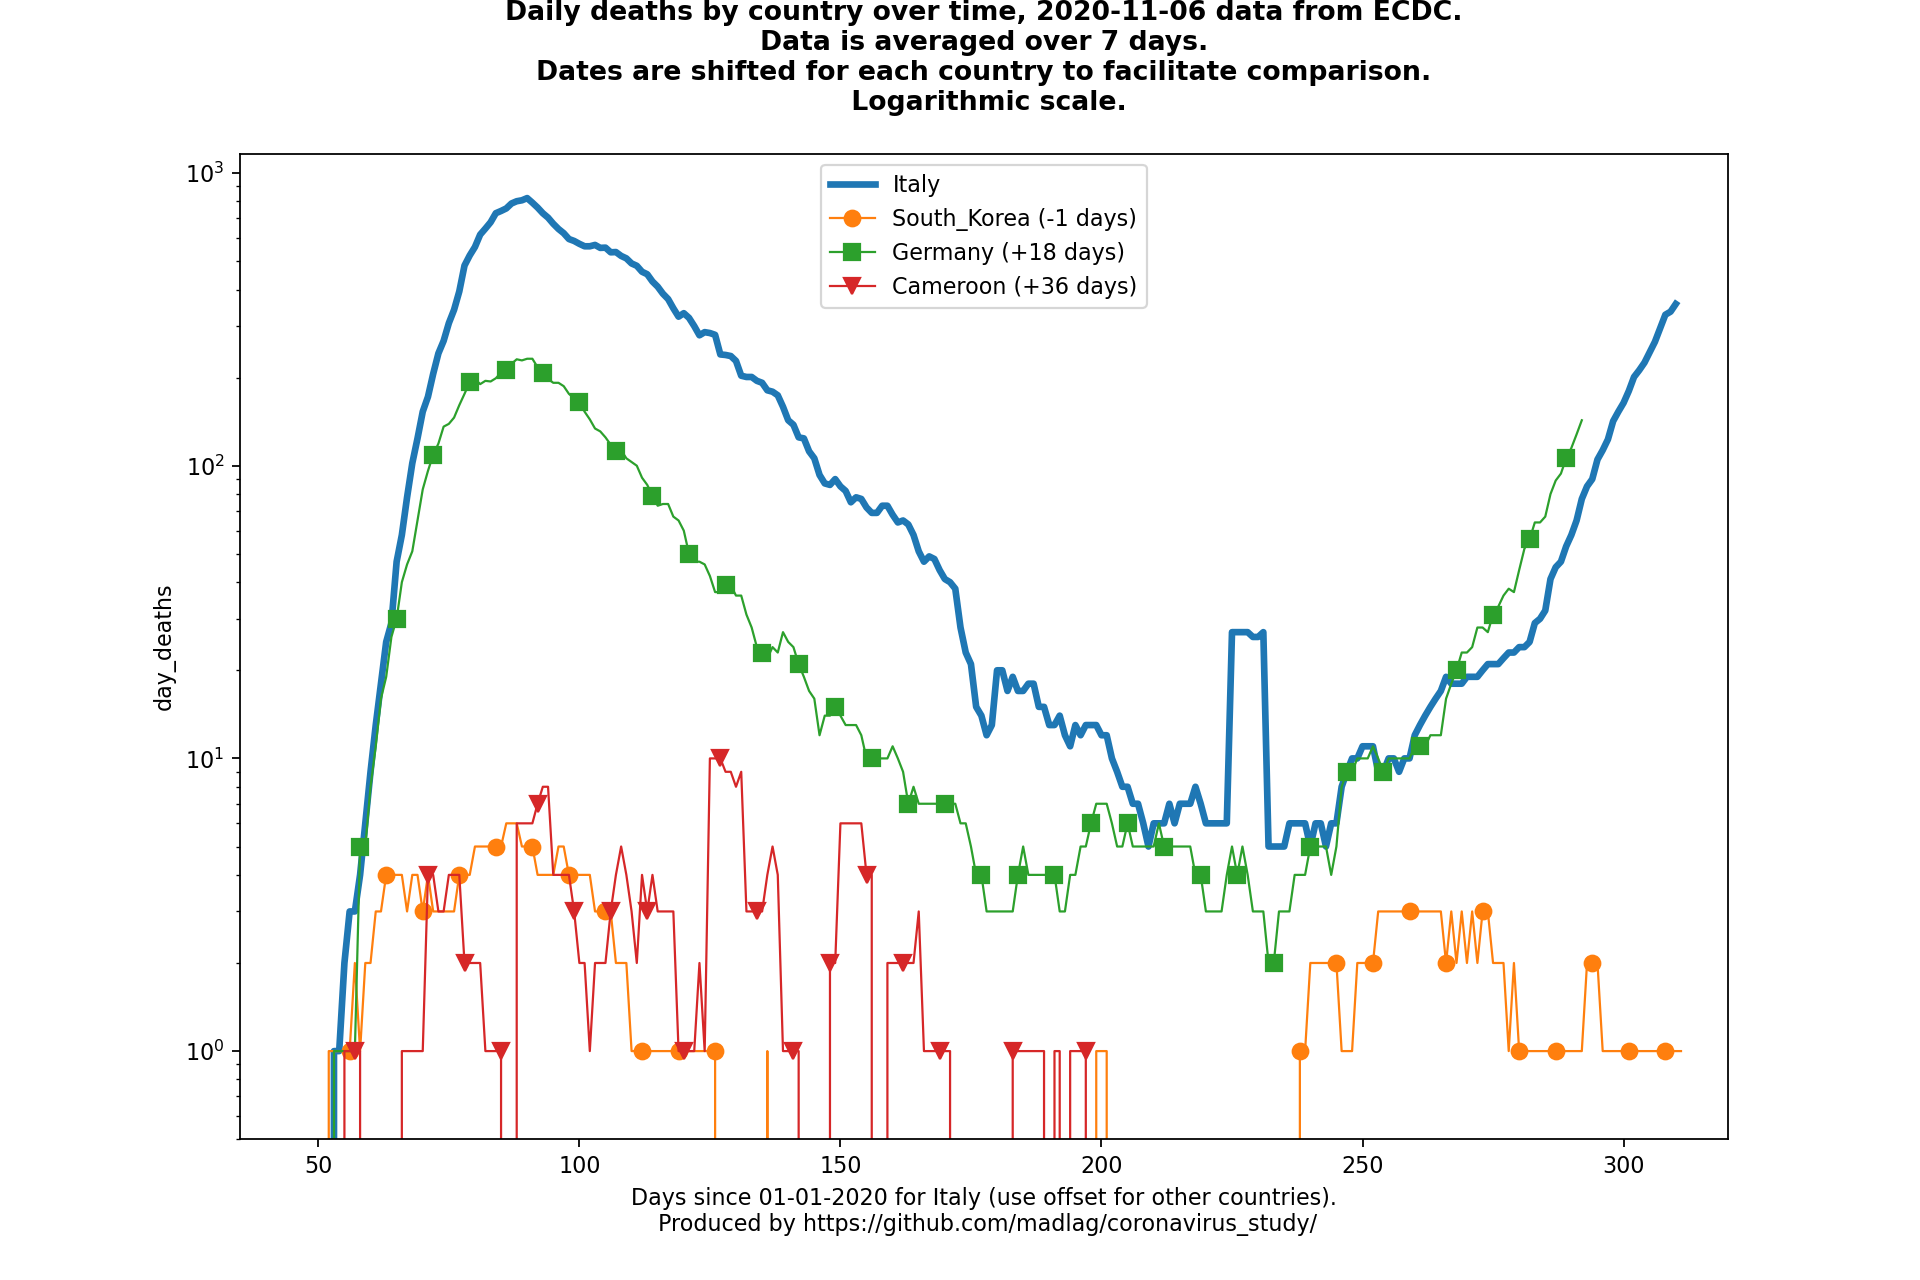 Daily deaths by country over time, 2020-11-06 data from ECDC.
Data is averaged over 7 days.
Dates are shifted for each country to facilitate comparison.
Logarithmic scale.
Italy
South_Korea (-1 days)
Germany (+18 days)
Cameroon (+36 days)
day_deaths
10³
10²
10¹
10⁰
50 100 150 200 250 300
Days since 01-01-2020 for Italy (use offset for other countries).
Produced by https://github.com/madlag/coronavirus_study/